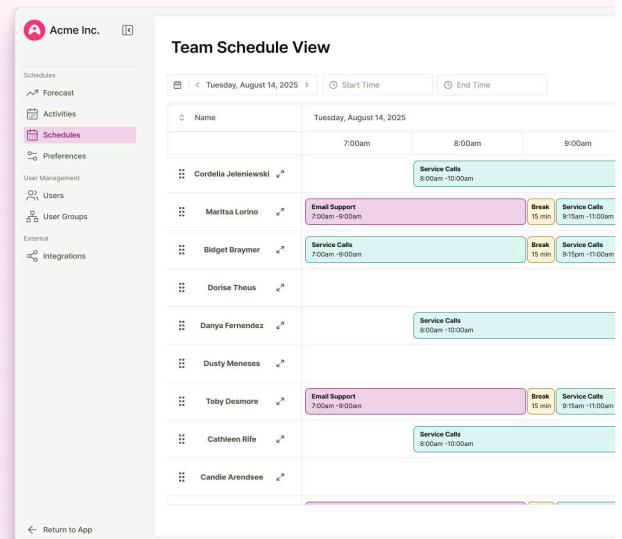 Acme Inc.
Team Schedule View
Schedules
Forecast
Activities
Schedules
Preferences
User Management
Users
User Groups
External
Integrations
Return to App
Tuesday, August 14, 2025
Start Time
End Time
Name
Tuesday, August 14, 2025
7:00am
8:00am
9:00am
Cordelia Jeleniewski
Service Calls
8:00am -10:00am
Maritsa Lorino
Email Support
7:00am -9:00am
Break
15 min
Service Calls
9:15am -11:00am
Bidget Braymer
Service Calls
7:00am -9:00am
Break
15 min
Service Calls
9:15pm -11:00am
Dorise Theus
Danya Fernendez
Service Calls
8:00am -10:00am
Dusty Meneses
Toby Desmore
Email Support
7:00am -9:00am
Break
15 min
Service Calls
9:15am -11:00am
Cathleen Rife
Service Calls
8:00am -10:00am
Candie Arendsee